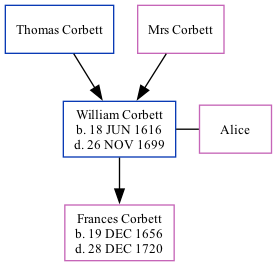 Thomas Corbett
Mrs Corbett
William Corbett
b. 18 JUN 1616
d. 26 NOV 1699
Alice
Frances Corbett
b. 19 DEC 1656
d. 28 DEC 1720